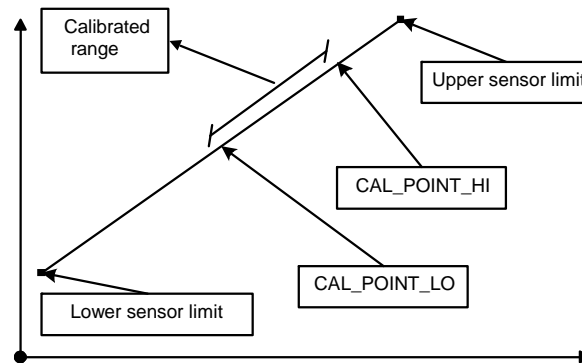 Calibrated
range
Upper sensor limit
CAL_POINT_HI
CAL_POINT_LO
Lower sensor limit